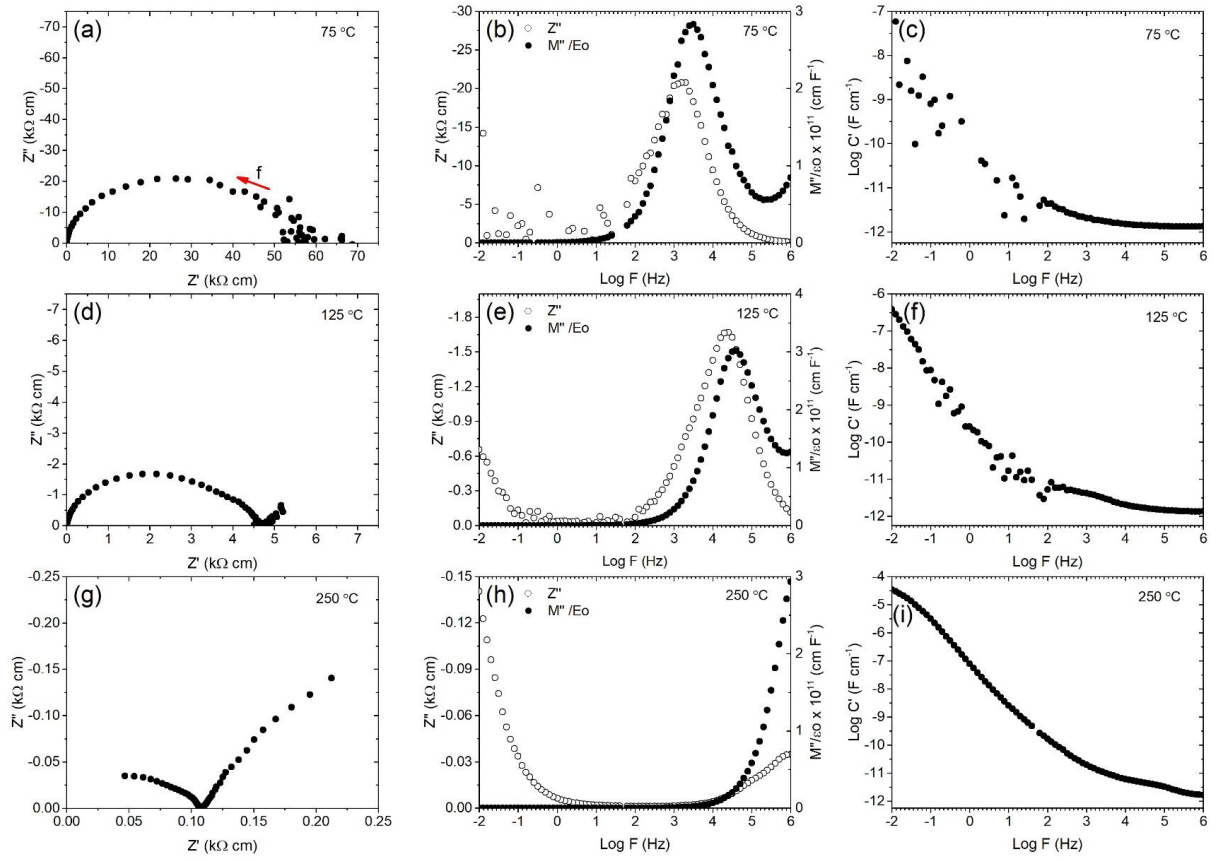 (a)
75 °C
f
-70
-60
-50
-40
-30
-20
-10
0
Z" (kΩ cm)
0 10 20 30 40 50 60 70 80
Z' (kΩ cm)
(b)
75 °C
Z"
M"/Eo
-30
-25
-20
-15
-10
-5
0
Z" (kΩ cm)
3
2
1
0
M"/εo x 10¹¹ (cm F⁻¹)
-2 -1 0 1 2 3 4 5 6
Log F (Hz)
(c)
75 °C
-7
-8
-9
-10
-11
-12
Log C' (F cm⁻¹)
-2 -1 0 1 2 3 4 5 6
Log F (Hz)
(d)
125 °C
-7
-6
-5
-4
-3
-2
-1
0
Z" (kΩ cm)
0 1 2 3 4 5 6 7
Z' (kΩ cm)
(e)
125 °C
Z"
M"/Eo
-1.8
-1.5
-1.2
-0.9
-0.6
-0.3
0.0
Z" (kΩ cm)
4
3
2
1
0
M"/εo x 10¹¹ (cm F⁻¹)
-2 -1 0 1 2 3 4 5 6
Log F (Hz)
(f)
125 °C
-6
-7
-8
-9
-10
-11
-12
Log C' (F cm⁻¹)
-2 -1 0 1 2 3 4 5 6
Log F (Hz)
(g)
250 °C
-0.25
-0.20
-0.15
-0.10
-0.05
0.00
Z" (kΩ cm)
0.00 0.05 0.10 0.15 0.20 0.25
Z' (kΩ cm)
(h)
250 °C
Z"
M"/Eo
-0.15
-0.12
-0.09
-0.06
-0.03
0.00
Z" (kΩ cm)
3
2
1
0
M"/εo x 10¹¹ (cm F⁻¹)
-2 -1 0 1 2 3 4 5 6
Log F (Hz)
(i)
250 °C
-4
-5
-6
-7
-8
-9
-10
-11
-12
Log C' (F cm⁻¹)
-2 -1 0 1 2 3 4 5 6
Log F (Hz)